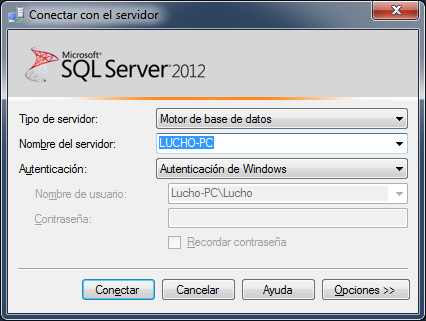 Conectar con el servidor
Microsoft®
SQL Server® 2012
Tipo de servidor: Motor de base de datos
Nombre del servidor: LUCHO-PC
Autenticación: Autenticación de Windows
Nombre de usuario: Lucho-PC\Lucho
Contraseña:
Recordar contraseña
Conectar Cancelar Ayuda Opciones >>